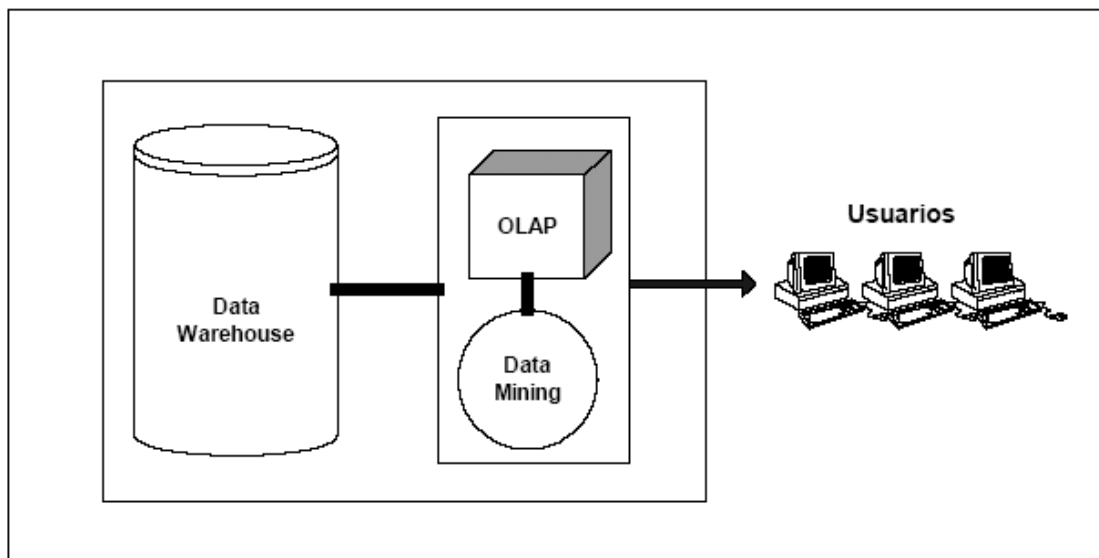 Data
Warehouse
OLAP
Data
Mining
Usuarios